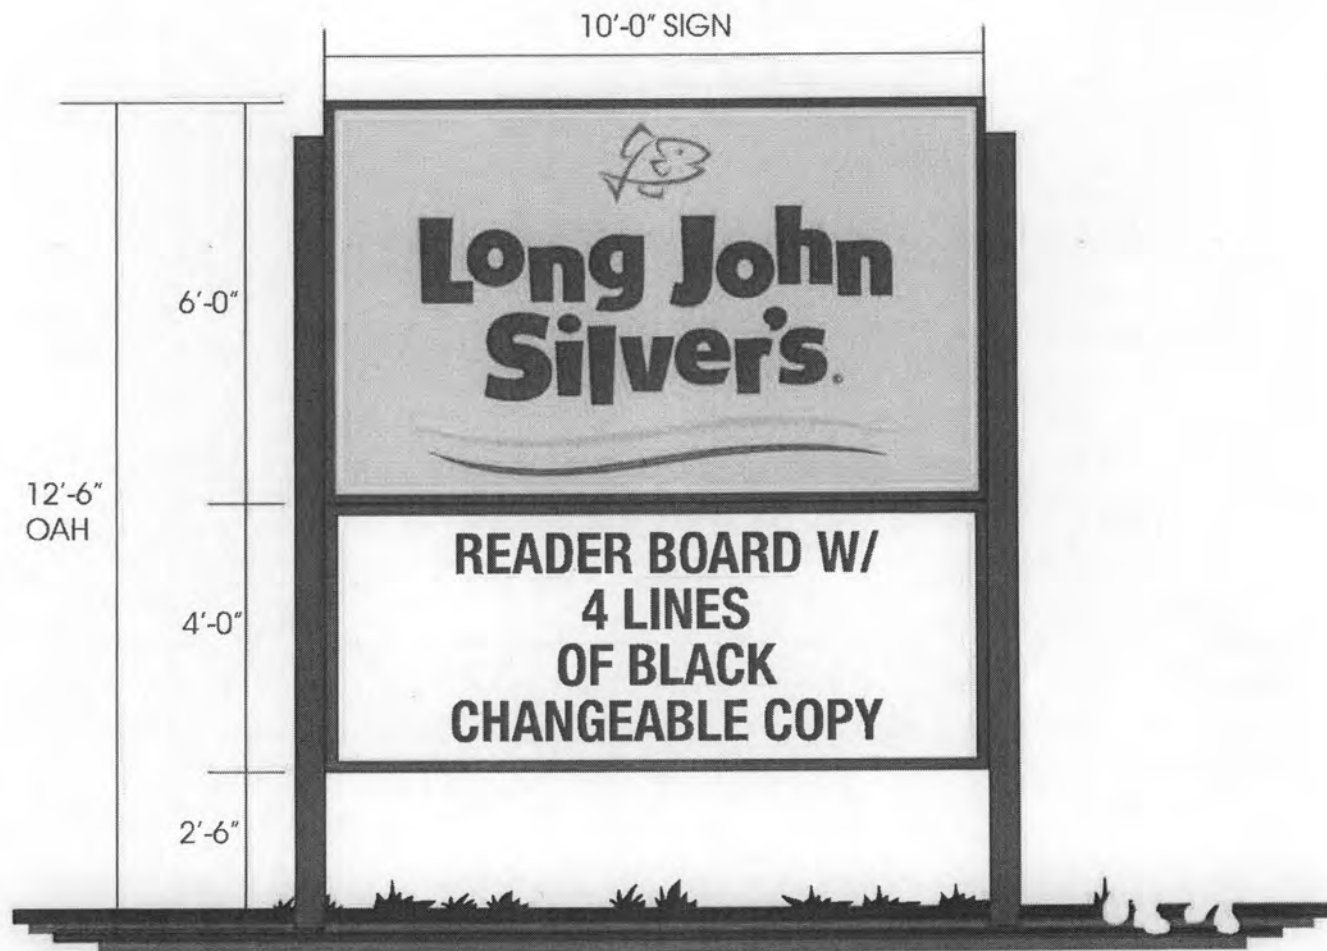 10'-0" SIGN
Long John
Silver's.
6'-0"
12'-6"
OAH
READER BOARD W/
4 LINES
OF BLACK
CHANGEABLE COPY
4'-0"
2'-6"